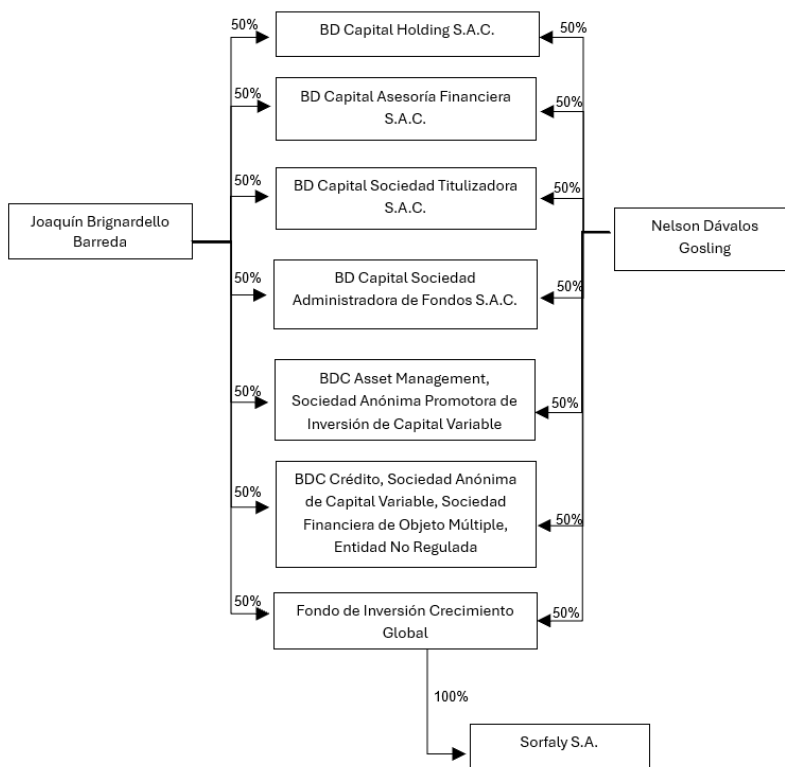 50%
BD Capital Holding S.A.C.
50%
50%
BD Capital Asesoría Financiera
S.A.C.
50%
50%
BD Capital Sociedad Titulizadora
S.A.C.
50%
Joaquín Brignardello
Barreda
Nelson Dávalos
Gosling
50%
BD Capital Sociedad
Administradora de Fondos S.A.C.
50%
50%
BDC Asset Management,
Sociedad Anónima Promotora de
Inversión de Capital Variable
50%
50%
BDC Crédito, Sociedad Anónima
de Capital Variable, Sociedad
Financiera de Objeto Múltiple,
Entidad No Regulada
50%
50%
Fondo de Inversión Crecimiento
Global
50%
100%
Sorfaly S.A.